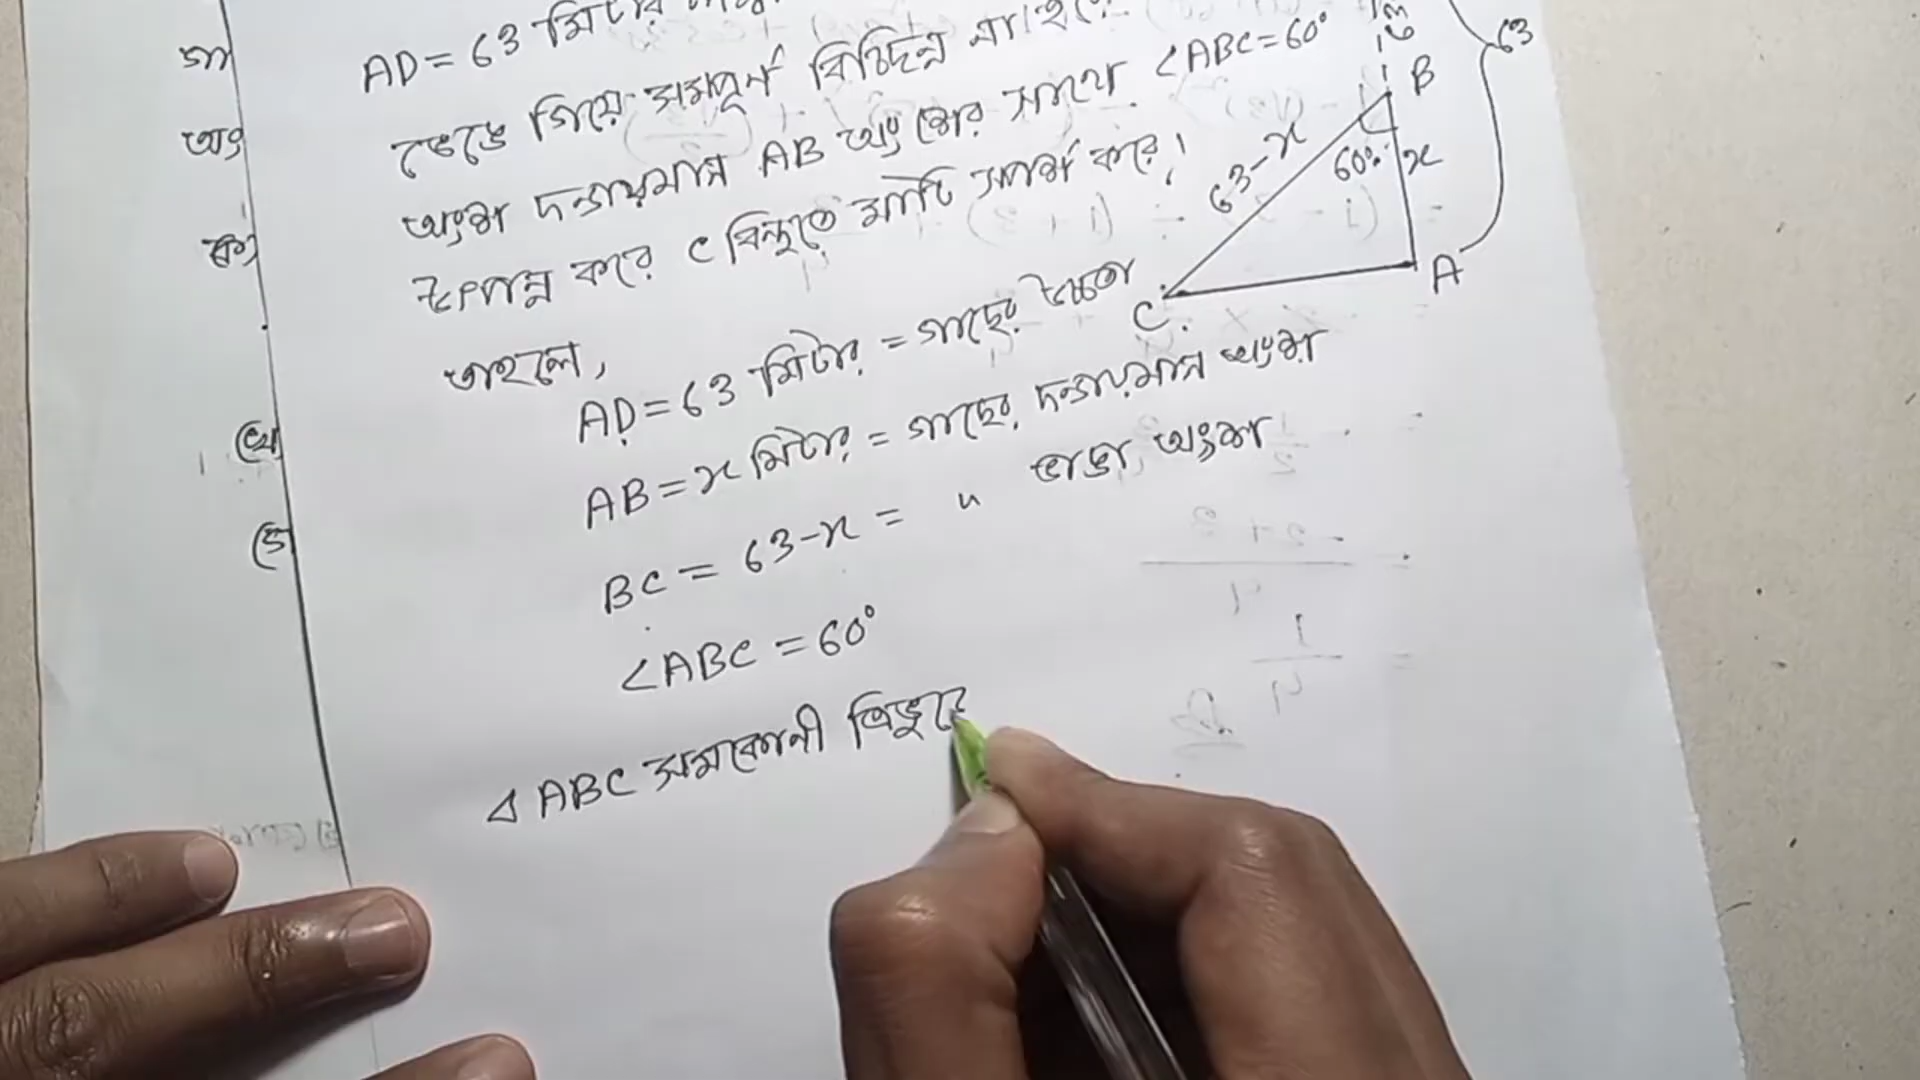 AD = 63 মিটার
ভেঙে গিয়ে সম্পূর্ণ বিচ্ছিন্ন না হয়ে
অংশ দন্ডায়মান AB অংশের সাথে ∠ABC=60°
উৎপন্ন করে C বিন্দুতে মাটি স্পর্শ করে।
তাহলে,
AD = 63 মিটার = গাছের উচ্চতা
AB = x মিটার = গাছের দন্ডায়মান অংশ
BC = 63-x = " ভাঙা অংশ
∠ABC = 60°
⊿ ABC সমকোনী ত্রিভুজে
63
B
63-x
60°
x
A
C
অং
(খ)